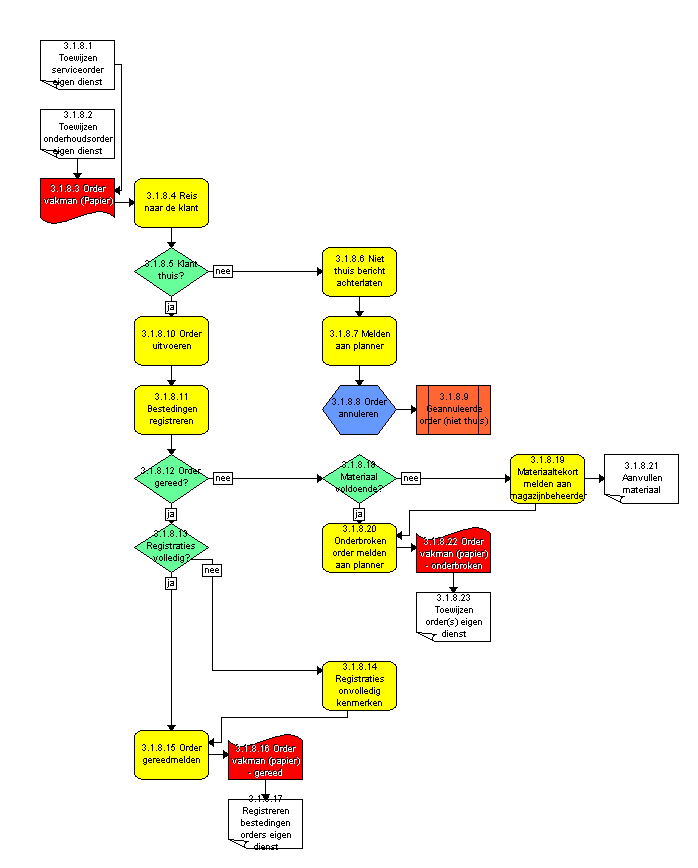 3.1.8.1
Toewijzen
serviceorder
eigen dienst
3.1.8.2
Toewijzen
onderhoudsorder
eigen dienst
3.1.8.3 Order
vakman (Papier)
3.1.8.4 Reis
naar de klant
3.1.8.5 Klant
thuis?
nee
3.1.8.6 Niet
thuis bericht
achterlaten
ja
3.1.8.10 Order
uitvoeren
3.1.8.7 Melden
aan planner
3.1.8.11
Bestedingen
registreren
3.1.8.8 Order
annuleren
3.1.8.9
Geannuleerde
order (niet thuis)
3.1.8.12 Order
gereed?
nee
3.1.8.18
Materiaal
voldoende?
nee
3.1.8.19
Materiaaltekort
melden aan
magazijnbeheerder
3.1.8.21
Aanvullen
materiaal
ja
ja
3.1.8.13
Registraties
volledig?
3.1.8.20
Onderbroken
order melden
aan planner
3.1.8.22 Order
vakman (papier)
- onderbroken
nee
ja
3.1.8.23
Toewijzen
order(s) eigen
dienst
3.1.8.14
Registraties
onvolledig
kenmerken
3.1.8.15 Order
gereedmelden
3.1.8.16 Order
vakman (papier)
- gereed
3.1.8.17
Registreren
bestedingen
orders eigen
dienst